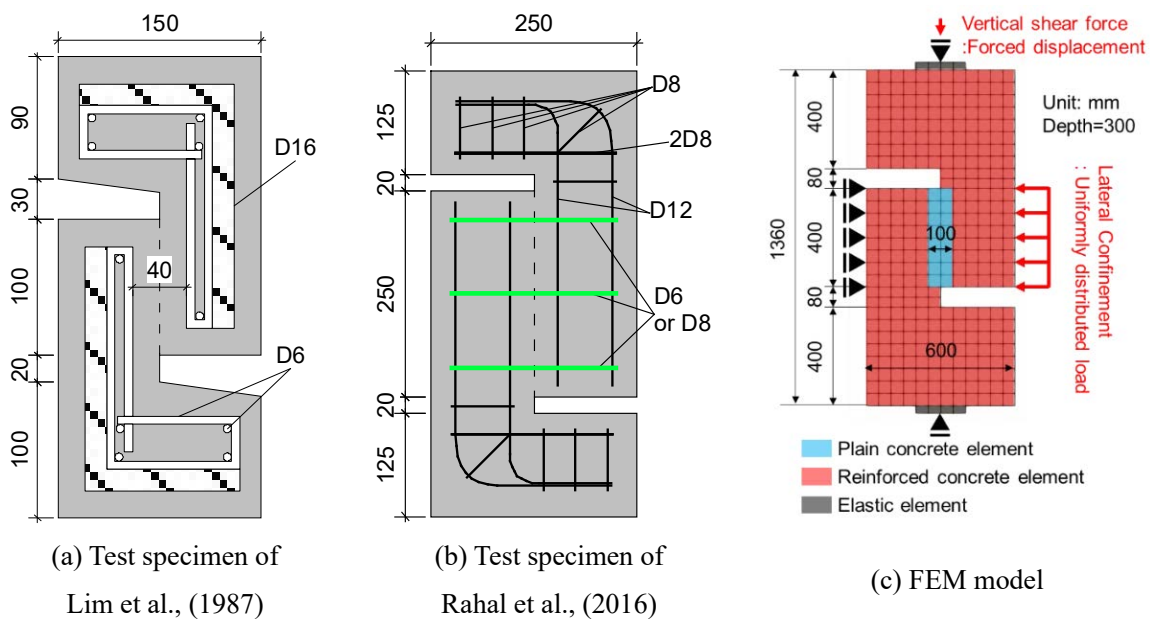 150
90
30
100
20
100
40
D16
D6
(a) Test specimen of
Lim et al., (1987)
250
125
20
250
20
125
D8
2D8
D12
D6
or D8
(b) Test specimen of
Rahal et al., (2016)
Vertical shear force
:Forced displacement
Unit: mm
Depth=300
1360
400
80
400
80
400
100
600
Lateral Confinement
: Uniformly distributed load
Plain concrete element
Reinforced concrete element
Elastic element
(c) FEM model